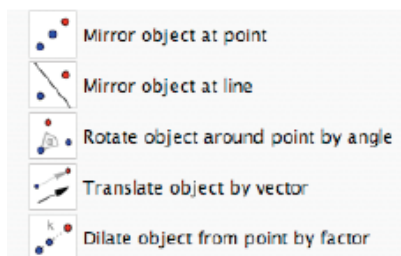 Mirror object at point
Mirror object at line
α
Rotate object around point by angle
Translate object by vector
k
Dilate object from point by factor